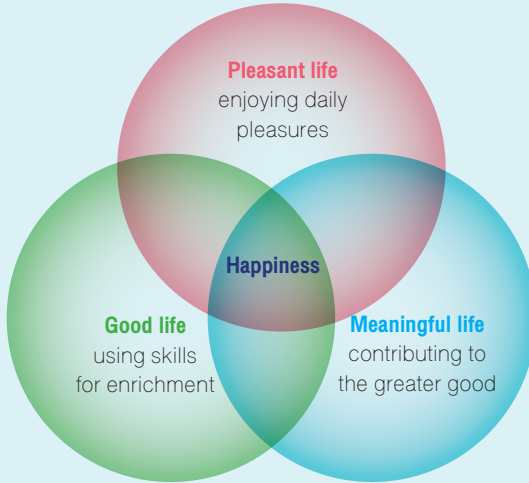 Pleasant life
enjoying daily
pleasures
Happiness
Good life
using skills
for enrichment
Meaningful life
contributing to
the greater good